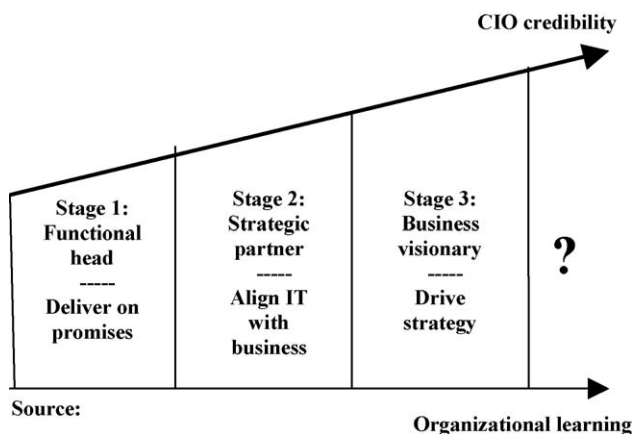 CIO credibility
Stage 1:
Functional
head
-----
Deliver on
promises
Stage 2:
Strategic
partner
-----
Align IT
with
business
Stage 3:
Business
visionary
-----
Drive
strategy
?
Source:
Organizational learning